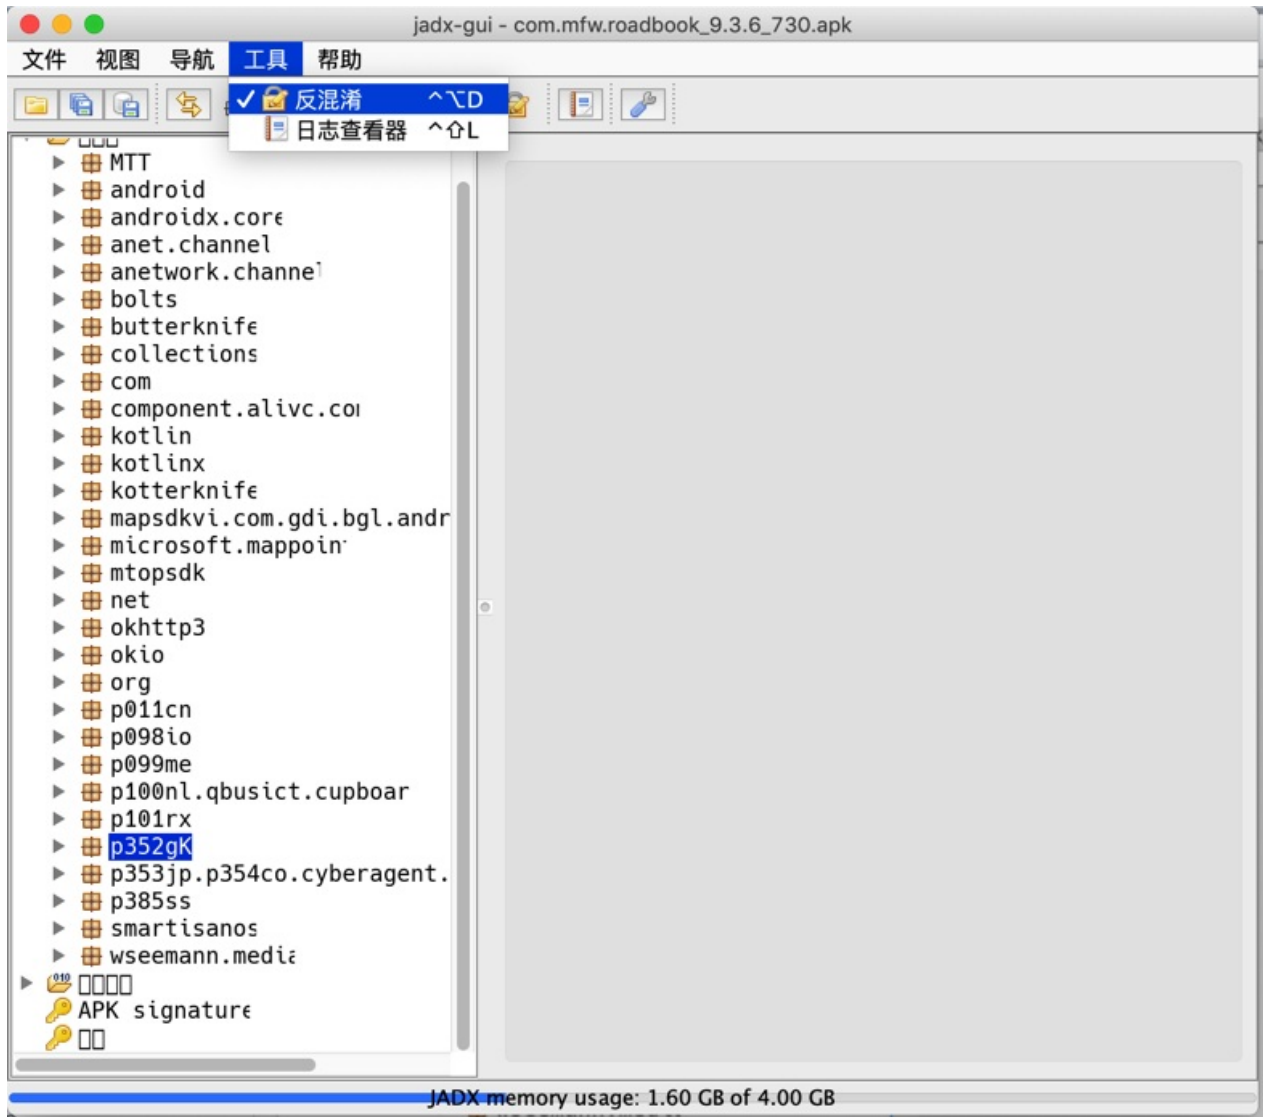 jadx-gui - com.mfw.roadbook_9.3.6_730.apk
文件 视图 导航 工具 帮助
反混淆 ^⌥D
日志查看器 ^⇧L
MTT
android
androidx.core
anet.channel
anetwork.channel
bolts
butterknife
collections
com
component.alivc.com
kotlin
kotlinx
kotterknife
mapsdkvi.com.gdi.bgl.andr
microsoft.mappoin
mtopsdk
net
okhttp3
okio
org
p011cn
p098io
p099me
p100nl.qbusict.cupboar
p101rx
p352gK
p353jp.p354co.cyberagent.
p385ss
smartisanos
wseemann.media
APK signature
JADX memory usage: 1.60 GB of 4.00 GB